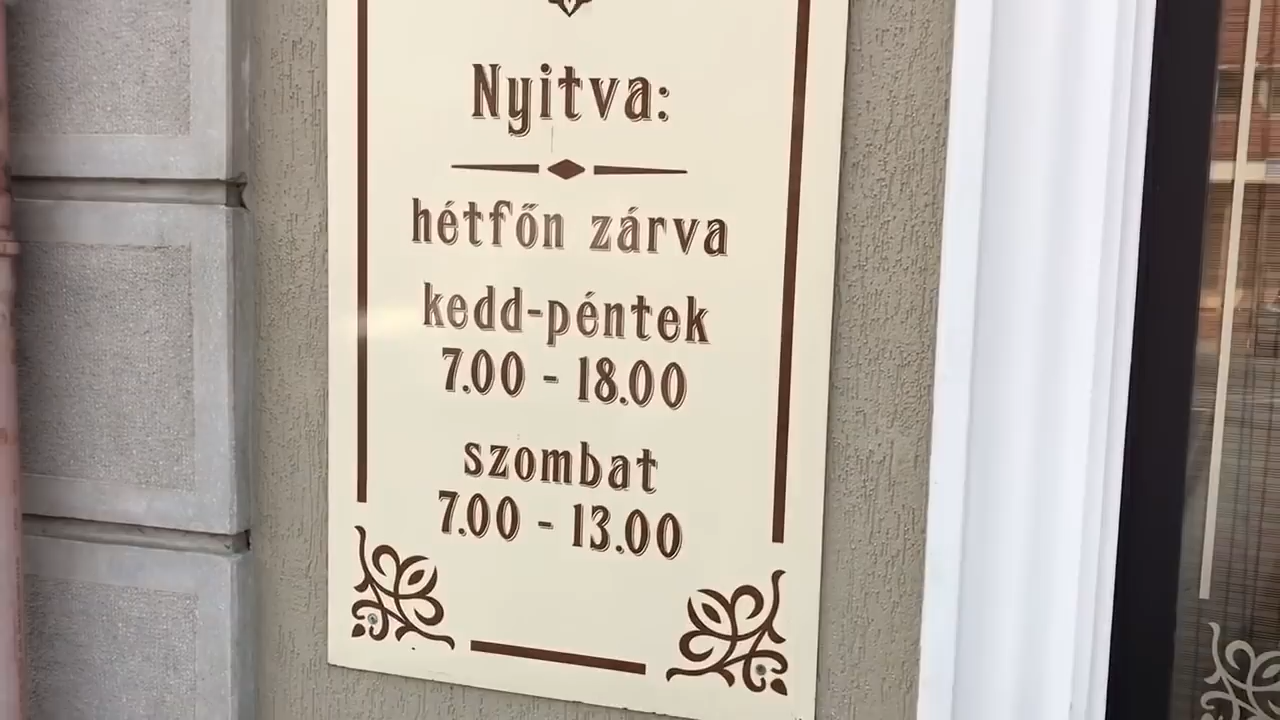 Nyitva:
hétfőn zárva
kedd-péntek
7.00 - 18.00
szombat
7.00 - 13.00